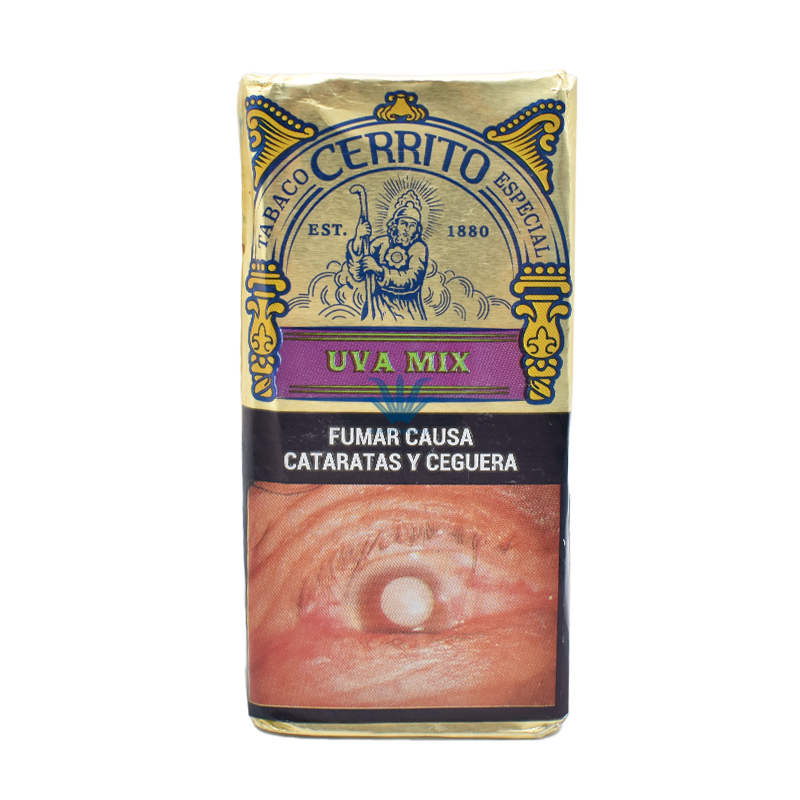 CERRITO
TABACO ESPECIAL
EST. 1880
UVA MIX
FUMAR CAUSA
CATARATAS Y CEGUERA